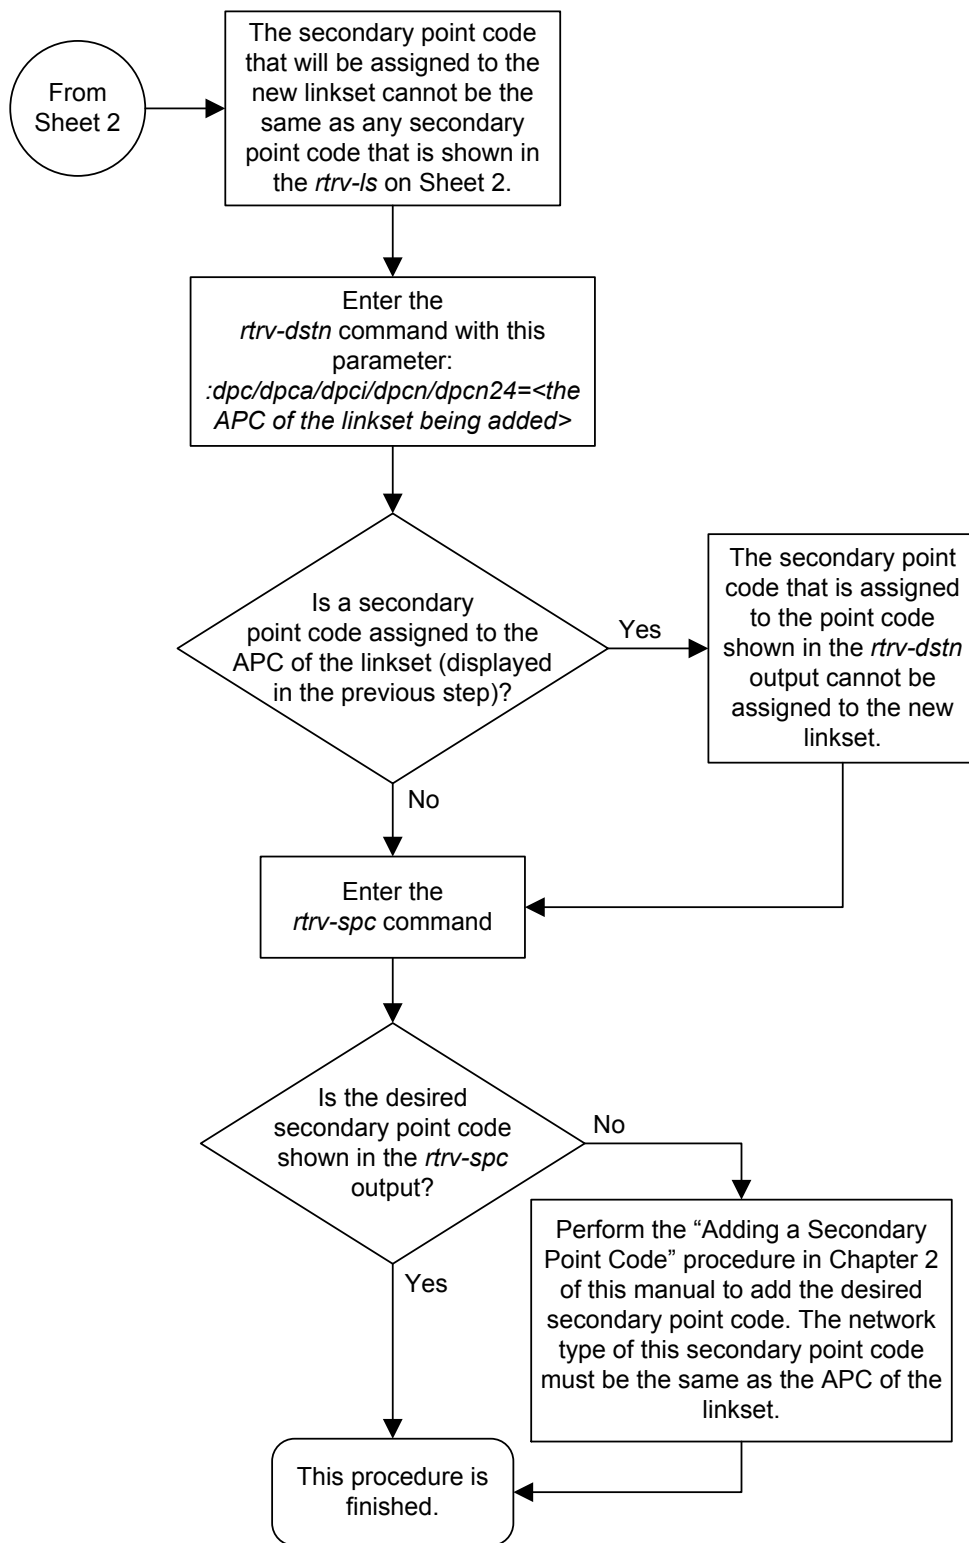 From
Sheet 2
The secondary point code
that will be assigned to the
new linkset cannot be the
same as any secondary
point code that is shown in
the rtrv-ls on Sheet 2.
Enter the
rtrv-dstn command with this
parameter:
:dpc/dpca/dpci/dpcn/dpcn24=<the
APC of the linkset being added>
Is a secondary
point code assigned to the
APC of the linkset (displayed
in the previous step)?
Yes
The secondary point
code that is assigned
to the point code
shown in the rtrv-dstn
output cannot be
assigned to the new
linkset.
No
Enter the
rtrv-spc command
Is the desired
secondary point code
shown in the rtrv-spc
output?
No
Perform the “Adding a Secondary
Point Code” procedure in Chapter 2
of this manual to add the desired
secondary point code. The network
type of this secondary point code
must be the same as the APC of the
linkset.
Yes
This procedure is
finished.